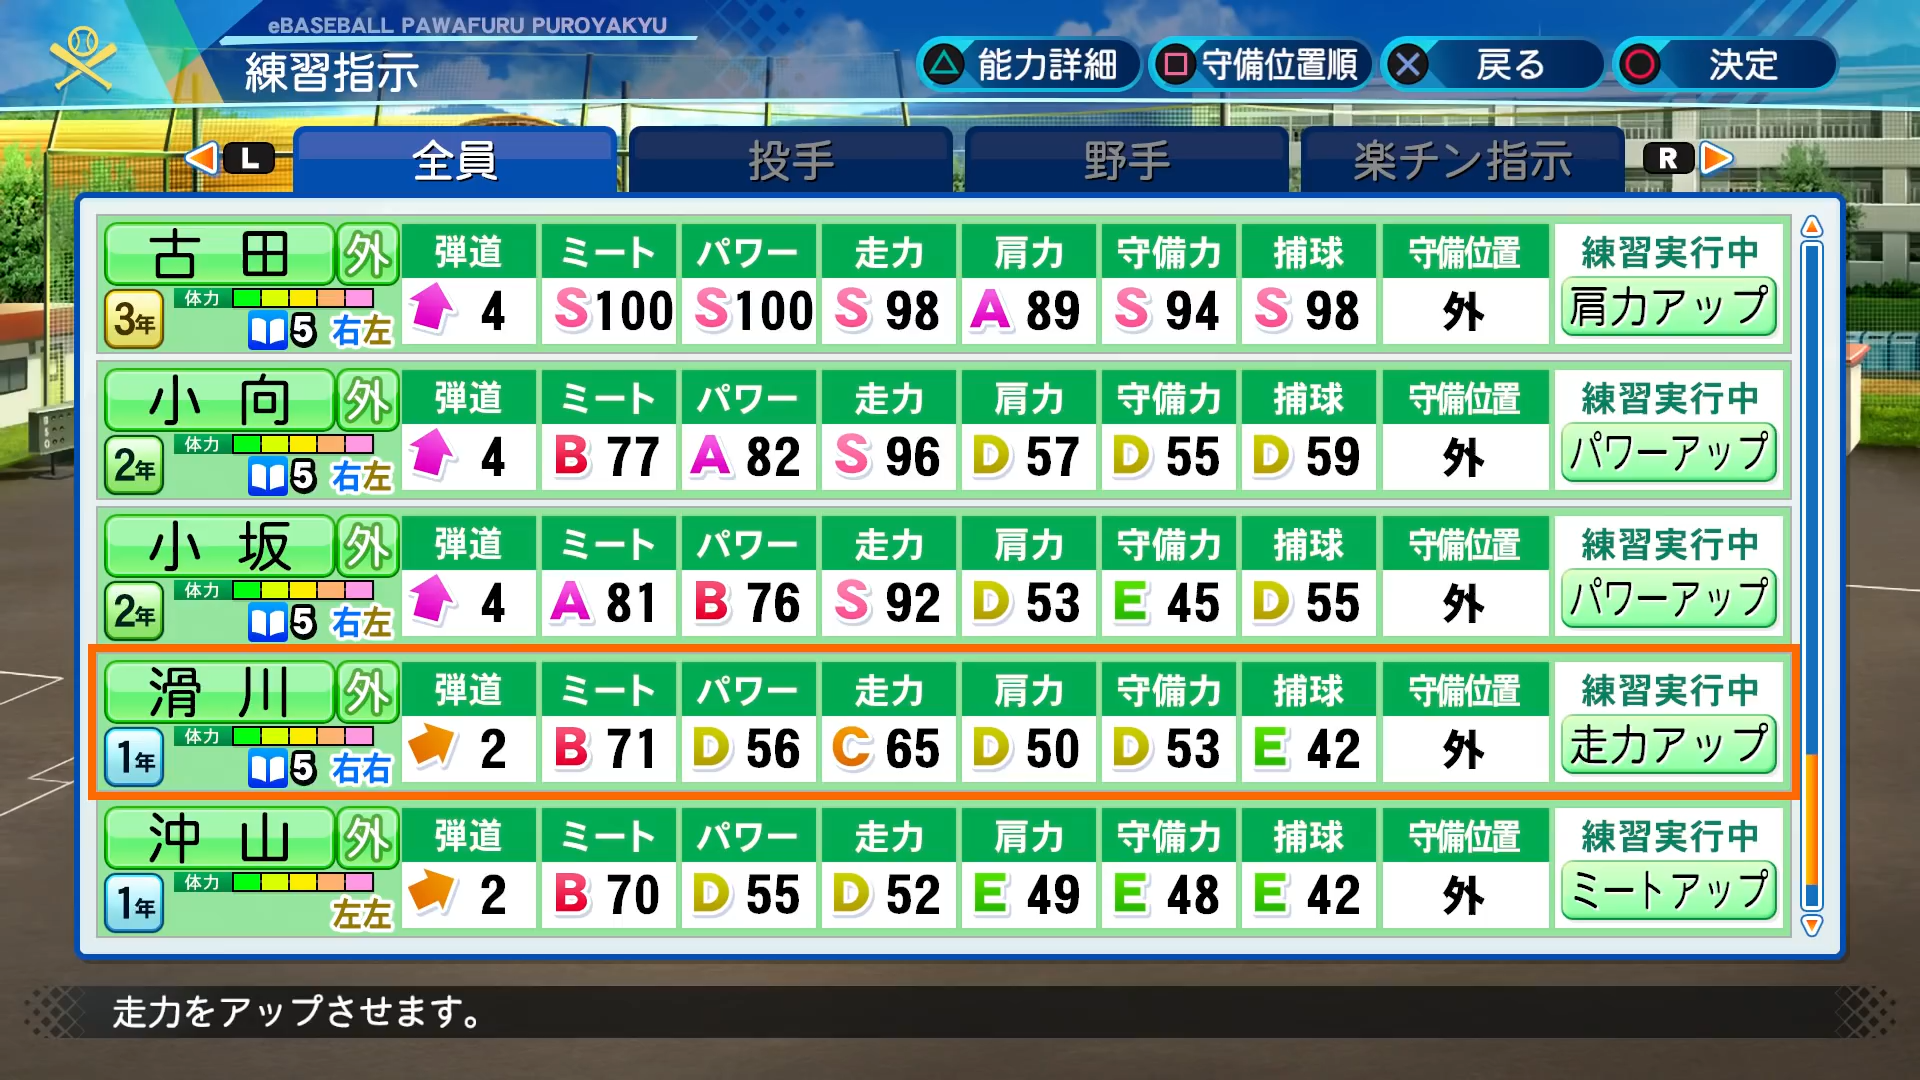 eBASEBALL PAWAFURU PUROYAKYU
練習指示
能力詳細 守備位置順 戻る 決定
L 全員 投手 野手 楽チン指示 R
古田 外 弾道 ミート パワー 走力 肩力 守備力 捕球 守備位置 練習実行中
3年 体力 5 右左 4 S100 S100 S98 A89 S94 S98 外 肩力アップ
小向 外 弾道 ミート パワー 走力 肩力 守備力 捕球 守備位置 練習実行中
2年 体力 5 右左 4 B77 A82 S96 D57 D55 D59 外 パワーアップ
小坂 外 弾道 ミート パワー 走力 肩力 守備力 捕球 守備位置 練習実行中
2年 体力 5 右左 4 A81 B76 S92 D53 E45 D55 外 パワーアップ
滑川 外 弾道 ミート パワー 走力 肩力 守備力 捕球 守備位置 練習実行中
1年 体力 5 右右 2 B71 D56 C65 D50 D53 E42 外 走力アップ
沖山 外 弾道 ミート パワー 走力 肩力 守備力 捕球 守備位置 練習実行中
1年 体力 左左 2 B70 D55 D52 E49 E48 E42 外 ミートアップ
走力をアップさせます。